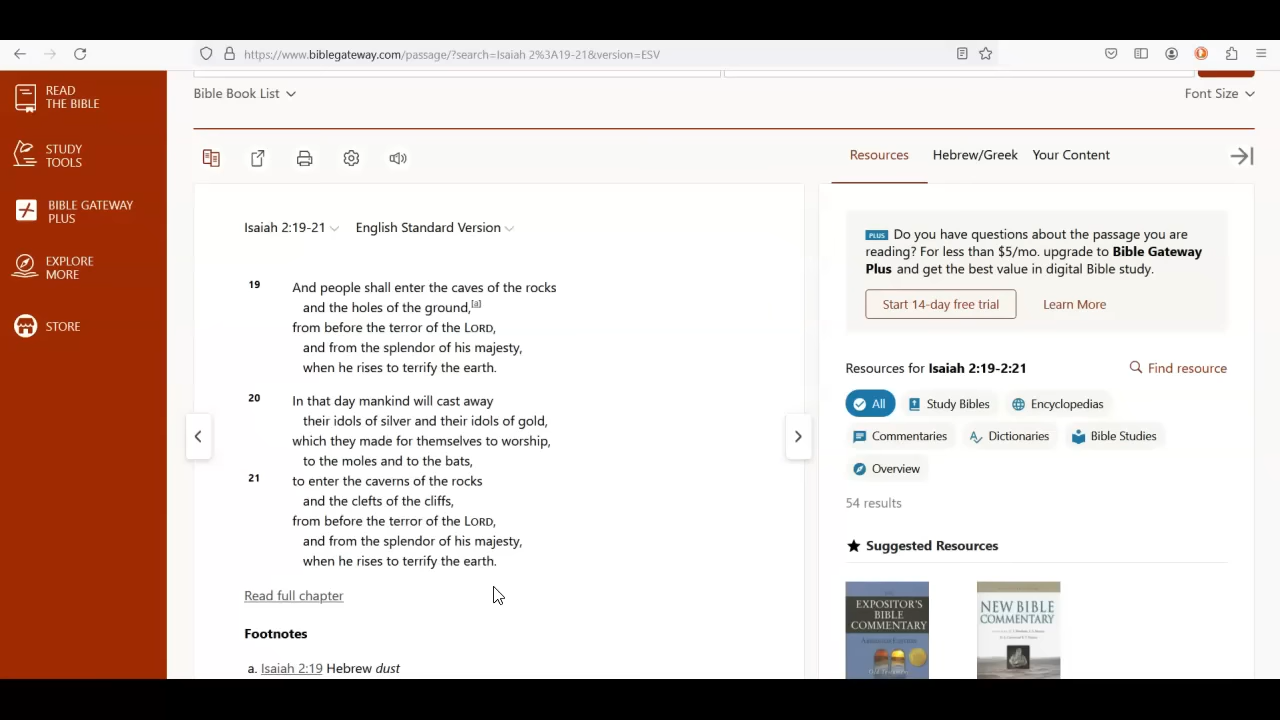 https://www.biblegateway.com/passage/?search=Isaiah 2%3A19-21&version=ESV
READ
THE BIBLE
STUDY
TOOLS
BIBLE GATEWAY
PLUS
EXPLORE
MORE
STORE
Bible Book List
Font Size
Resources Hebrew/Greek Your Content
Isaiah 2:19-21 English Standard Version
19 And people shall enter the caves of the rocks
and the holes of the ground,[a]
from before the terror of the LORD,
and from the splendor of his majesty,
when he rises to terrify the earth.
20 In that day mankind will cast away
their idols of silver and their idols of gold,
which they made for themselves to worship,
to the moles and to the bats,
21 to enter the caverns of the rocks
and the clefts of the cliffs,
from before the terror of the LORD,
and from the splendor of his majesty,
when he rises to terrify the earth.
Read full chapter
Footnotes
a. Isaiah 2:19 Hebrew dust
PLUS Do you have questions about the passage you are
reading? For less than $5/mo. upgrade to Bible Gateway
Plus and get the best value in digital Bible study.
Start 14-day free trial Learn More
Resources for Isaiah 2:19-2:21 Find resource
All Study Bibles Encyclopedias
Commentaries Dictionaries Bible Studies
Overview
54 results
Suggested Resources
EXPOSITOR'S
BIBLE
COMMENTARY
NEW BIBLE
COMMENTARY